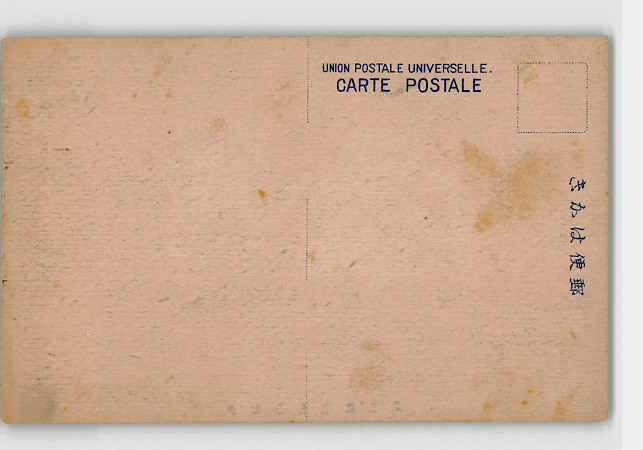 UNION POSTALE UNIVERSELLE.
CARTE POSTALE
郵便はかき